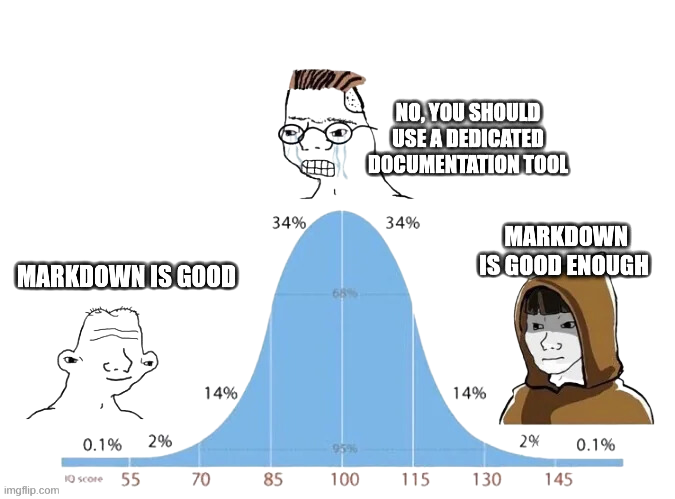 NO, YOU SHOULD
USE A DEDICATED
DOCUMENTATION TOOL
MARKDOWN
IS GOOD ENOUGH
MARKDOWN IS GOOD
34%
34%
68%
14%
14%
95%
0.1%
2%
2%
0.1%
IQ score
55
70
85
100
115
130
145
imgflip.com